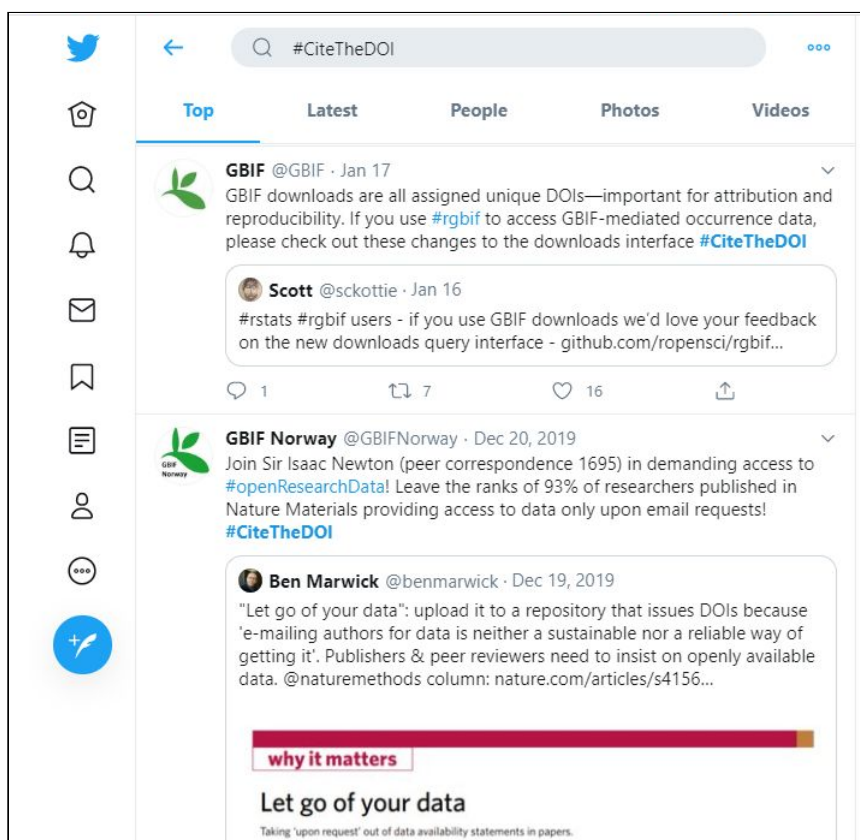 #CiteTheDOI
Top Latest People Photos Videos
GBIF @GBIF · Jan 17
GBIF downloads are all assigned unique DOIs—important for attribution and
reproducibility. If you use #rgbif to access GBIF-mediated occurrence data,
please check out these changes to the downloads interface #CiteTheDOI
Scott @sckottie · Jan 16
#rstats #rgbif users - if you use GBIF downloads we'd love your feedback
on the new downloads query interface - github.com/ropensci/rgbif...
1 7 16
GBIF Norway @GBIFNorway · Dec 20, 2019
GBIF
Norway
Join Sir Isaac Newton (peer correspondence 1695) in demanding access to
#openResearchData! Leave the ranks of 93% of researchers published in
Nature Materials providing access to data only upon email requests!
#CiteTheDOI
Ben Marwick @benmarwick · Dec 19, 2019
"Let go of your data": upload it to a repository that issues DOIs because
'e-mailing authors for data is neither a sustainable nor a reliable way of
getting it'. Publishers & peer reviewers need to insist on openly available
data. @naturemethods column: nature.com/articles/s4156...
why it matters
Let go of your data
Taking 'upon request' out of data availability statements in papers.